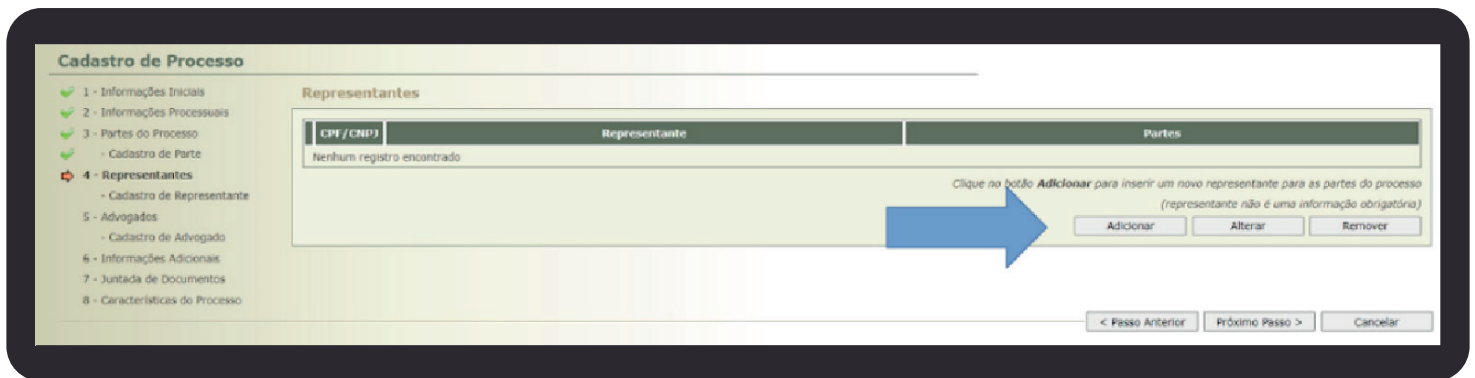 Cadastro de Processo
1 - Informações Iniciais
2 - Informações Processuais
3 - Partes do Processo
- Cadastro de Parte
4 - Representantes
- Cadastro de Representante
5 - Advogados
- Cadastro de Advogado
6 - Informações Adicionais
7 - Juntada de Documentos
8 - Características do Processo
Representantes
CPF/CNPJ Representante Partes
Nenhum registro encontrado
Clique no botão Adicionar para inserir um novo representante para as partes do processo
(representante não é uma informação obrigatória)
Adicionar Alterar Remover
< Passo Anterior Próximo Passo > Cancelar